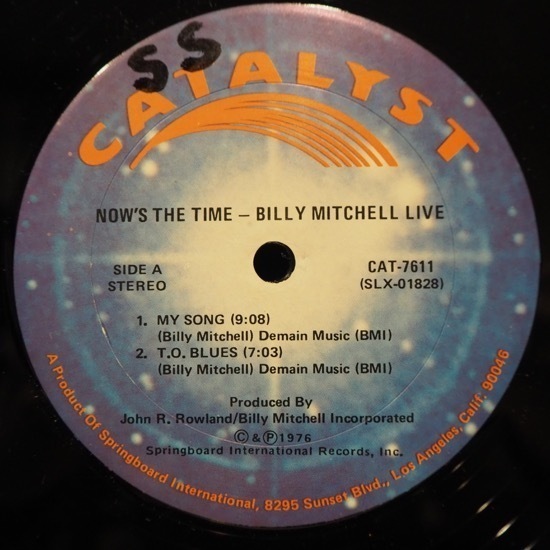 SS
CATALYST
NOW'S THE TIME – BILLY MITCHELL LIVE
SIDE A
STEREO
CAT-7611
(SLX-01828)
1. MY SONG (9:08)
(Billy Mitchell) Demain Music (BMI)
2. T.O. BLUES (7:03)
(Billy Mitchell) Demain Music (BMI)
Produced By
John R. Rowland/Billy Mitchell Incorporated
Ⓒ & Ⓟ 1976
Springboard International Records, Inc.
A Product Of Springboard International, 8295 Sunset Blvd., Los Angeles, Calif. 90046